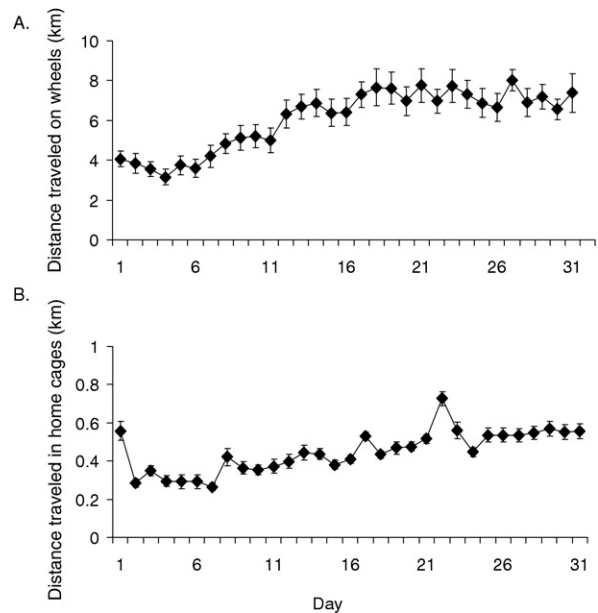 A.
Distance traveled on wheels (km)
10
8
6
4
2
0
1 6 11 16 21 26 31
B.
Distance traveled in home cages (km)
1
0.8
0.6
0.4
0.2
0
1 6 11 16 21 26 31
Day